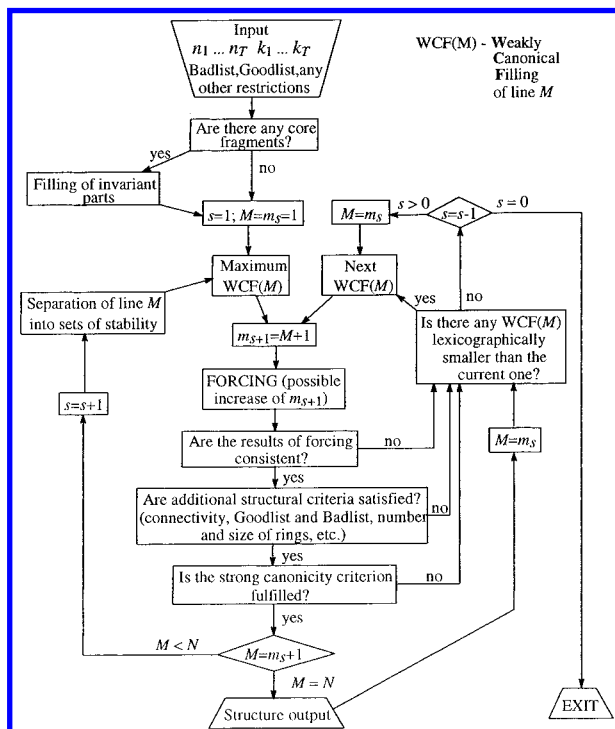 Input
n1 ... nT k1 ... kT
Badlist,Goodlist,any
other restrictions
WCF(M) - Weakly
Canonical
Filling
of line M
Are there any core
fragments?
yes
no
Filling of invariant
parts
s=1; M=ms=1
M=ms
s > 0
s=s-1
s = 0
Maximum
WCF(M)
Next
WCF(M)
yes
no
Separation of line M
into sets of stability
ms+1=M+1
Is there any WCF(M)
lexicographically
smaller than the
current one?
FORCING (possible
increase of ms+1)
s=s+1
Are the results of forcing
consistent?
no
M=ms
yes
Are additional structural criteria satisfied?
(connectivity, Goodlist and Badlist, number
and size of rings, etc.)
no
yes
Is the strong canonicity criterion
fulfilled?
no
yes
M < N
M=ms+1
M = N
Structure output
EXIT